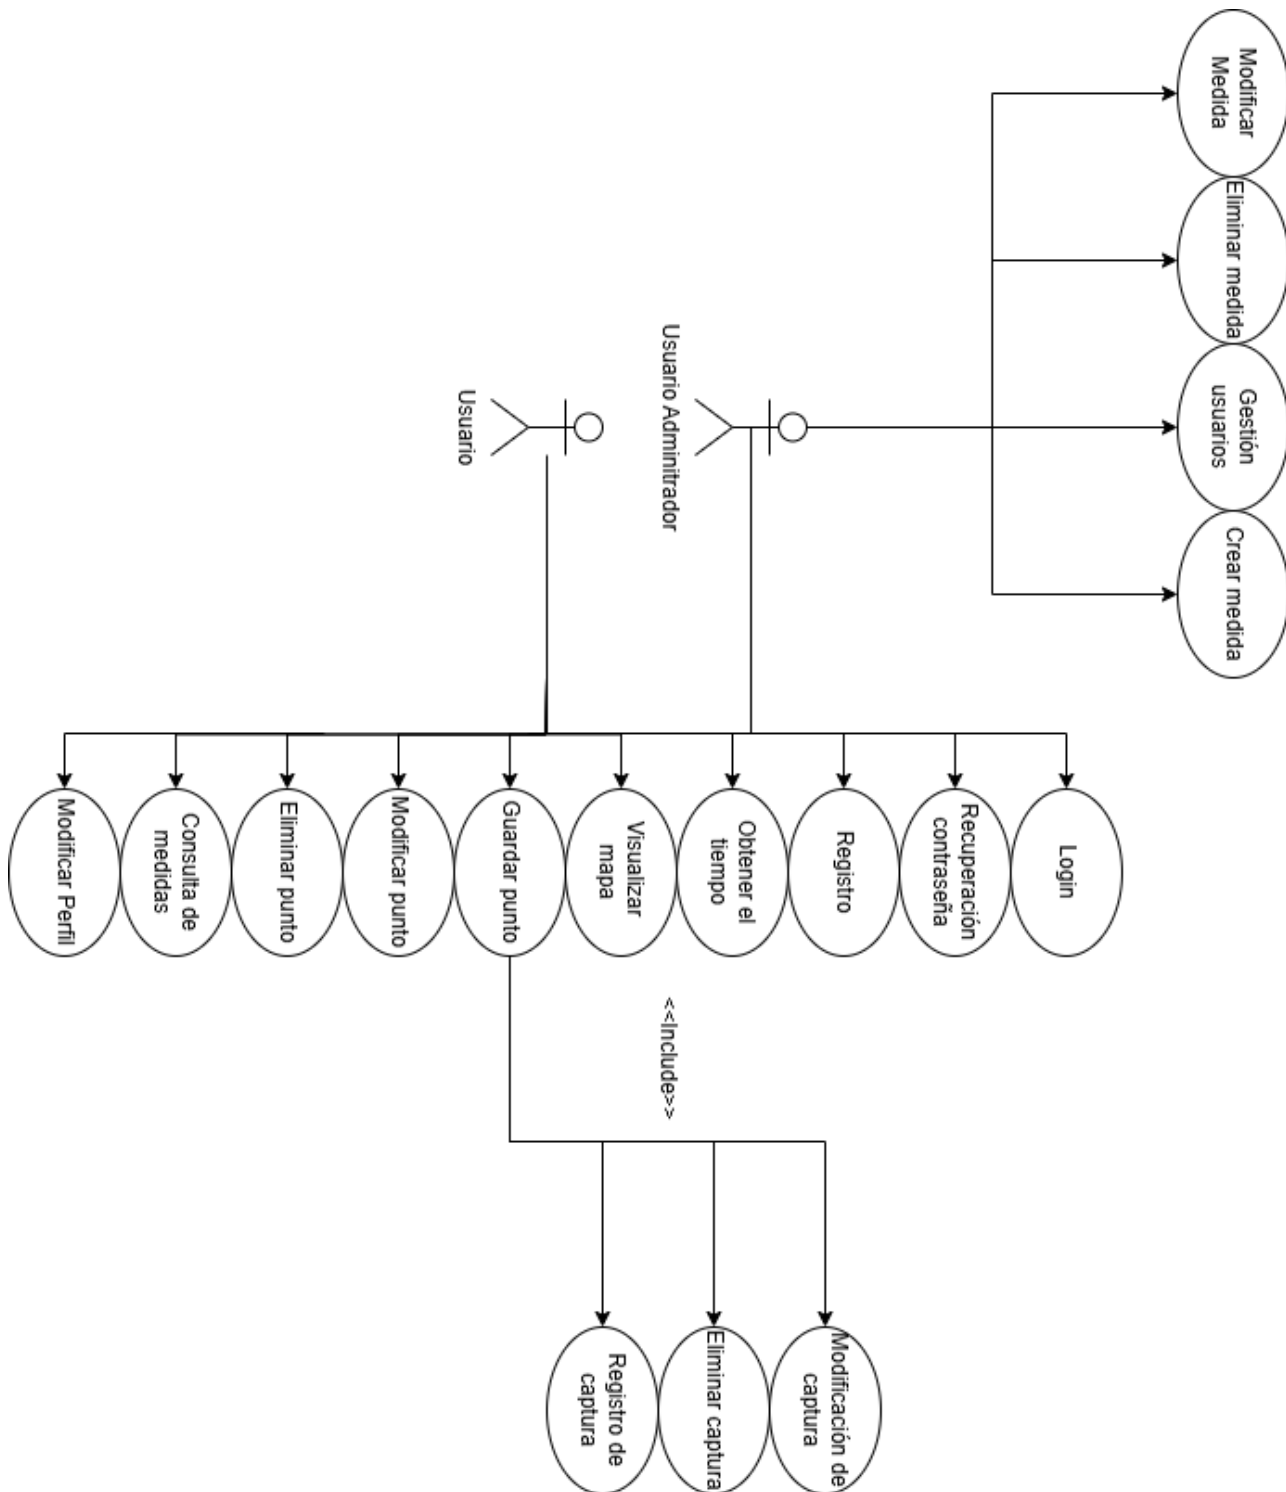 Modificar
Medida
Eliminar medida
Gestión
usuarios
Crear medida
Usuario Adminitrador
Usuario
Login
Recuperación
contraseña
Registro
Obtener el
tiempo
Visualizar
mapa
Guardar punto
Modificar punto
Eliminar punto
Consulta de
medidas
Modificar Perfil
<<Include>>
Modificación de
captura
Eliminar captura
Registro de
captura